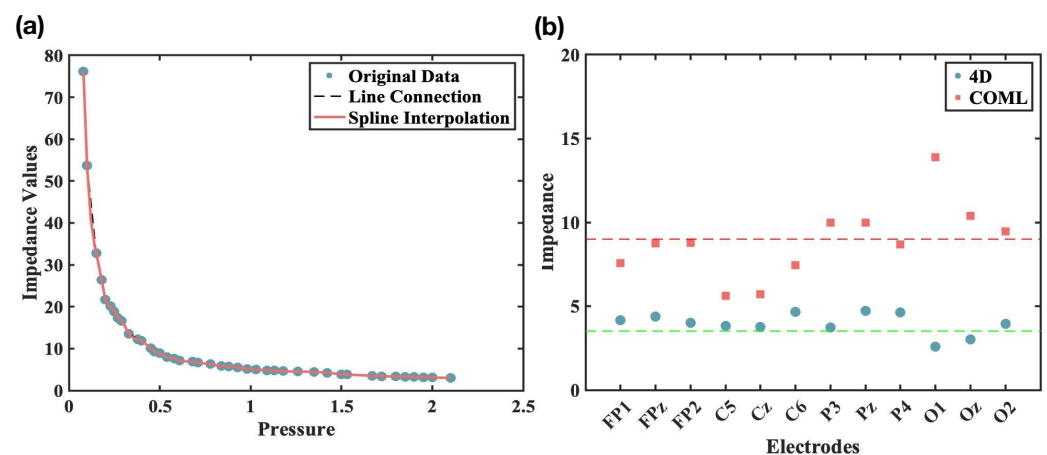 (a)
80
70
60
50
40
30
20
10
0
0
0.5
1
1.5
2
2.5
Impedance Values
Pressure
Original Data
Line Connection
Spline Interpolation
(b)
20
15
10
5
0
Impedance
FP1
FPz
FP2
C5
Cz
C6
P3
Pz
P4
O1
Oz
O2
Electrodes
4D
COML